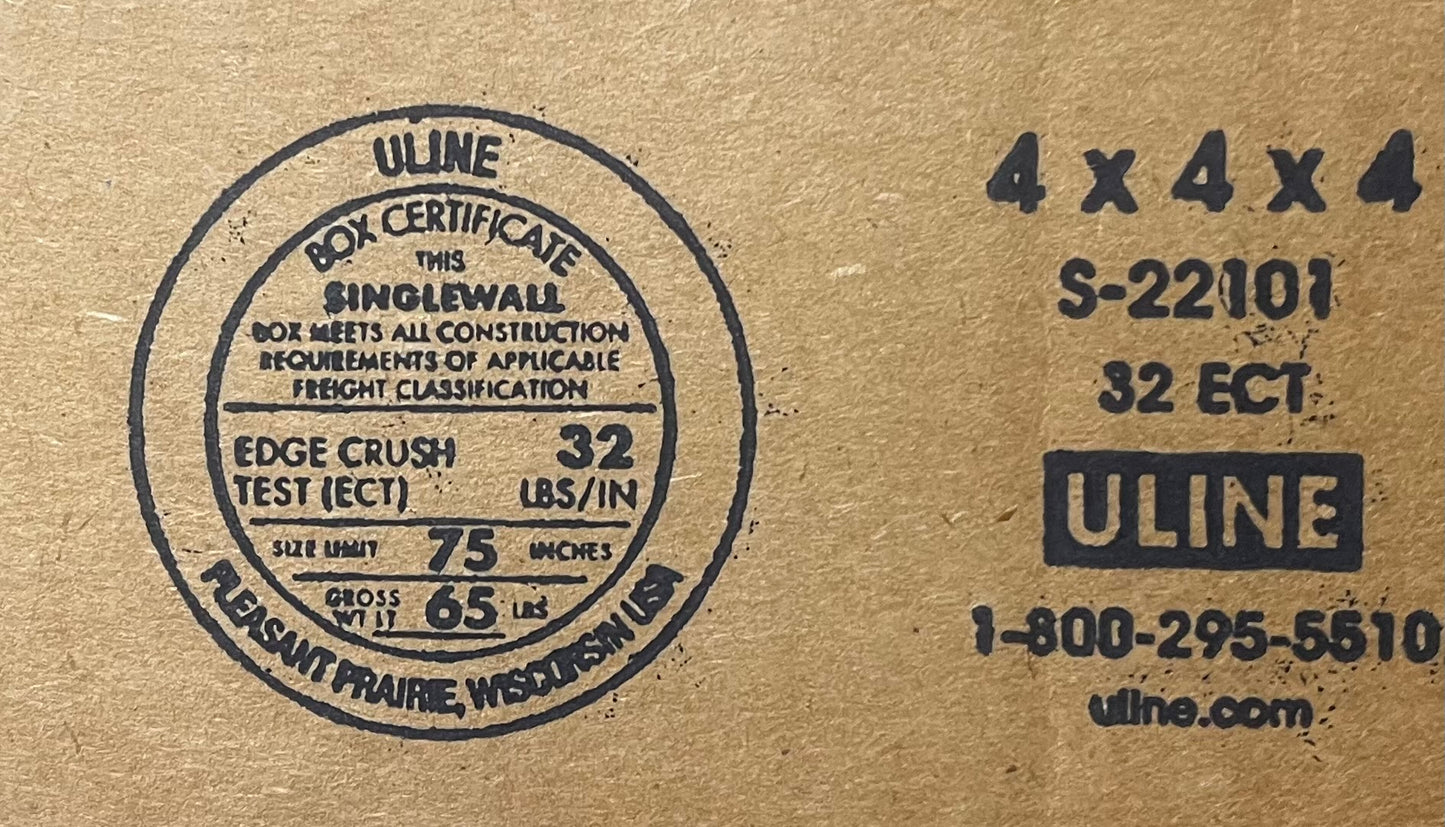 ULINE
BOX CERTIFICATE
THIS
SINGLEWALL
BOX MEETS ALL CONSTRUCTION
REQUIREMENTS OF APPLICABLE
FREIGHT CLASSIFICATION
EDGE CRUSH 32
TEST (ECT) LBS/IN
SIZE LIMIT 75 INCHES
GROSS
WT LT 65 LBS
PLEASANT PRAIRIE, WISCONSIN USA
4 x 4 x 4
S-22101
32 ECT
ULINE
1-800-295-5510
uline.com